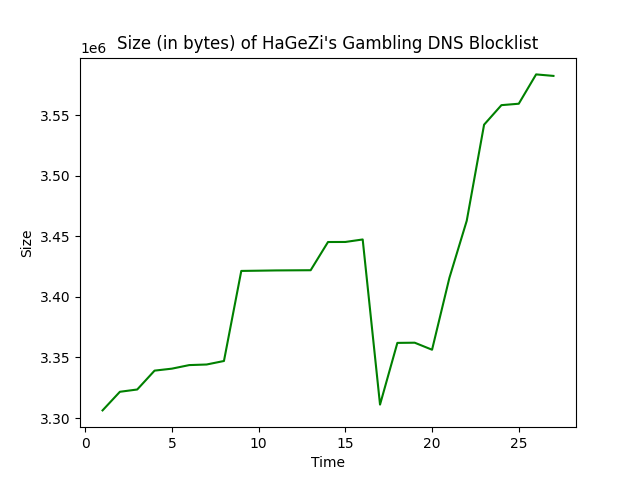 Size (in bytes) of HaGeZi's Gambling DNS Blocklist
1e6
3.55
3.50
3.45
3.40
3.35
3.30
Size
0 5 10 15 20 25
Time